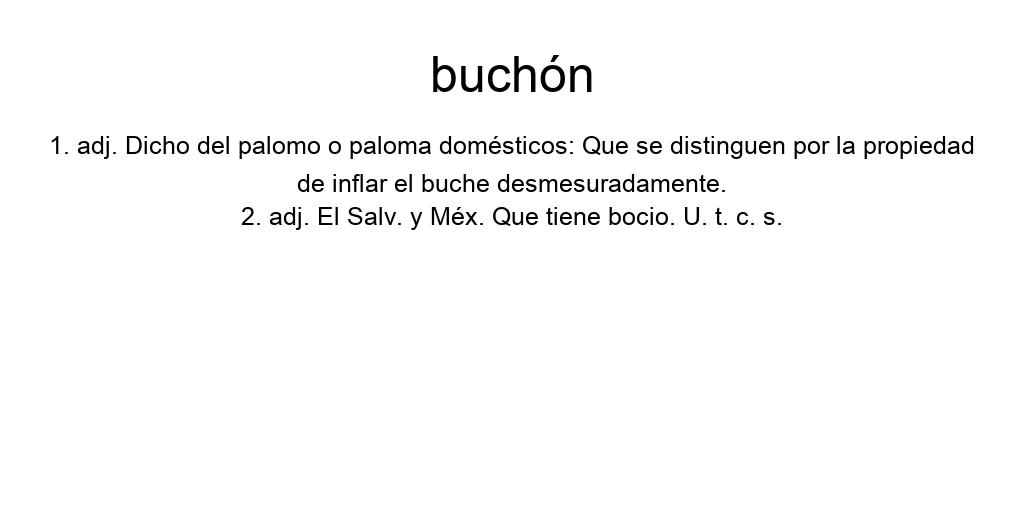 buchón
1. adj. Dicho del palomo o paloma domésticos: Que se distinguen por la propiedad
de inflar el buche desmesuradamente.
2. adj. El Salv. y Méx. Que tiene bocio. U. t. c. s.